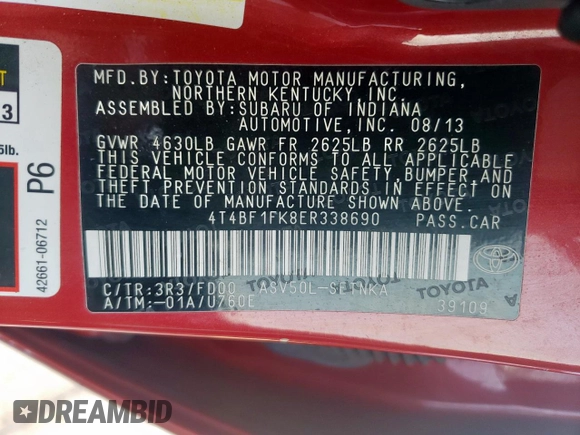 MFD.BY:TOYOTA MOTOR MANUFACTURING,
NORTHERN KENTUCKY, INC.
ASSEMBLED BY:SUBARU OF INDIANA
AUTOMOTIVE,INC. 08/13
GVWR 4630LB GAWR FR 2625LB RR 2625LB
THIS VEHICLE CONFORMS TO ALL APPLICABLE
FEDERAL MOTOR VEHICLE SAFETY, BUMPER, AND
THEFT PREVENTION STANDARDS IN EFFECT ON
THE DATE OF MANUFACTURE SHOWN ABOVE.
4T4BF1FK8ER338690 PASS.CAR
C/TR:3R3/FD00 ASV50L-SETNKA
A/TM:-01A/U760E
39109
TOYOTA
TOYOTA
P6
42661-06712
13
5lb.
DREAMBID